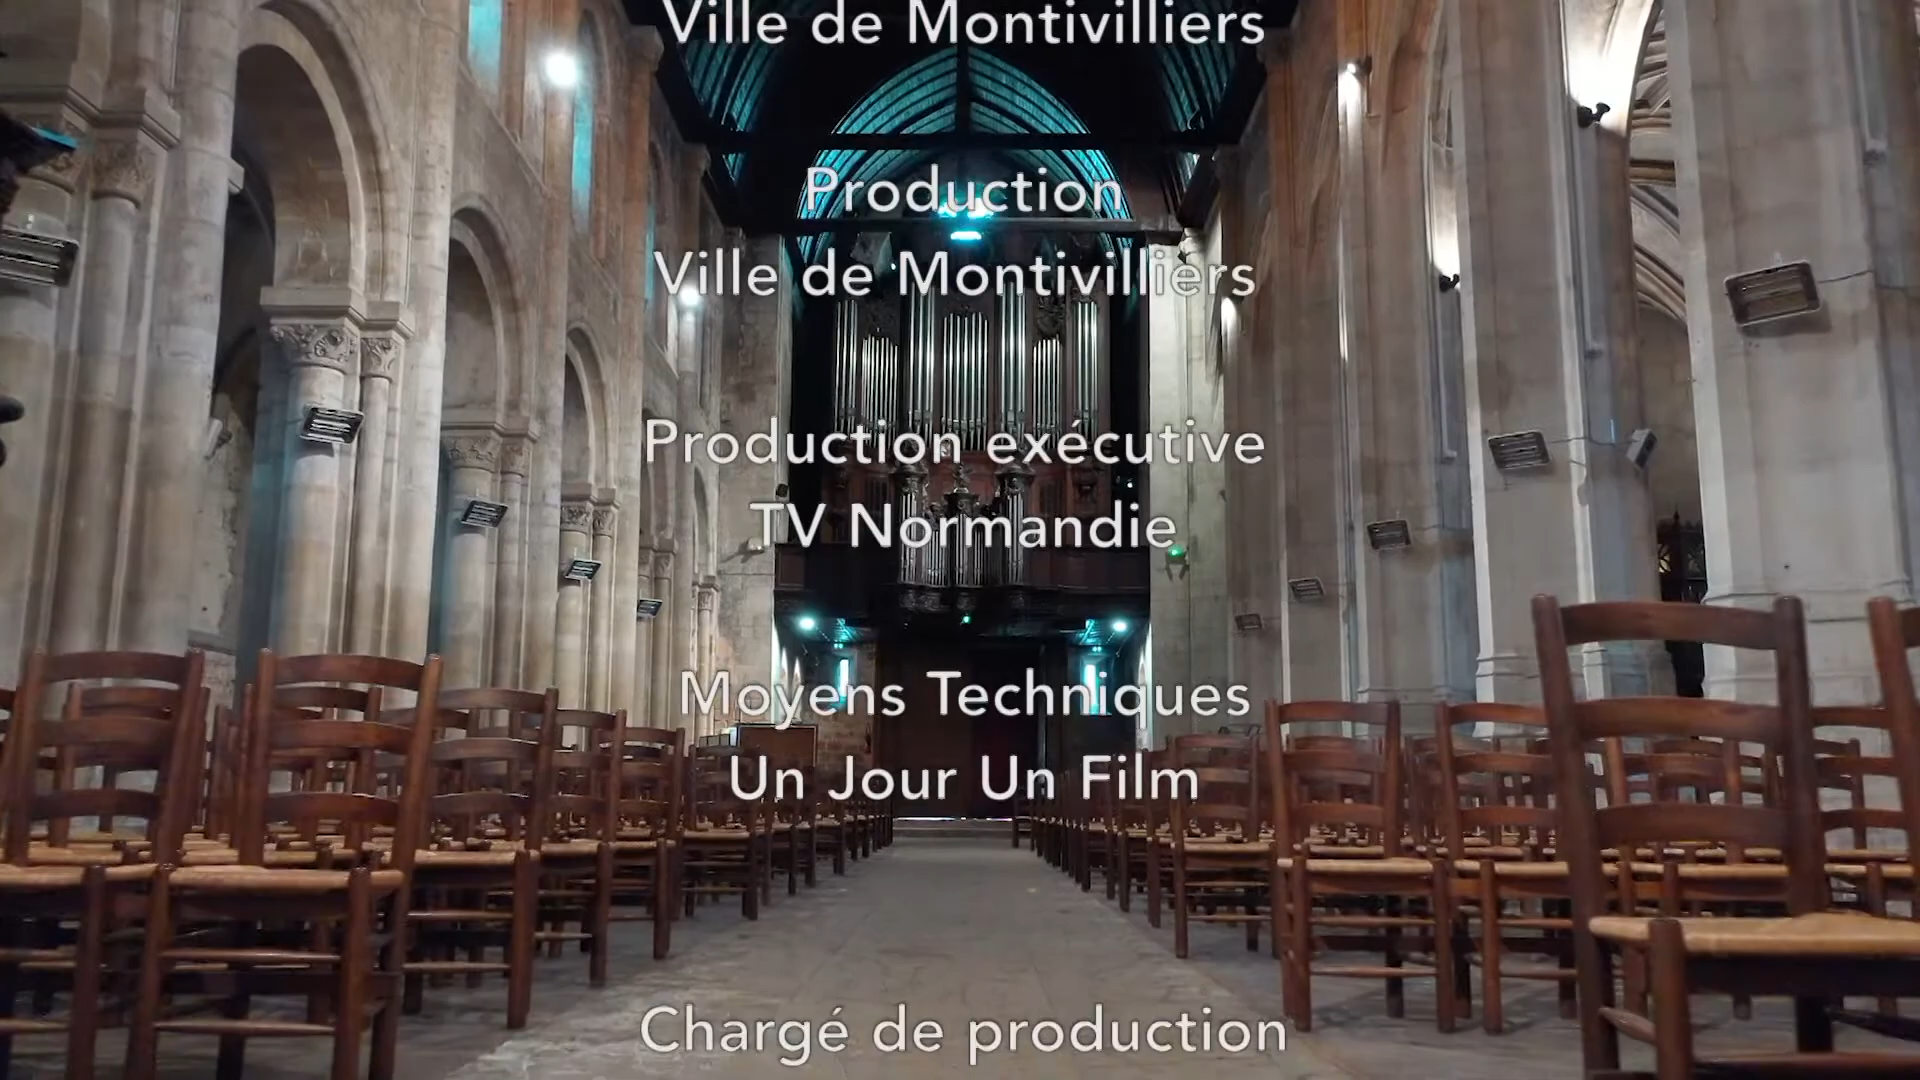 Ville de Montivilliers
Production
Ville de Montivilliers
Production exécutive
TV Normandie
Moyens Techniques
Un Jour Un Film
Chargé de production